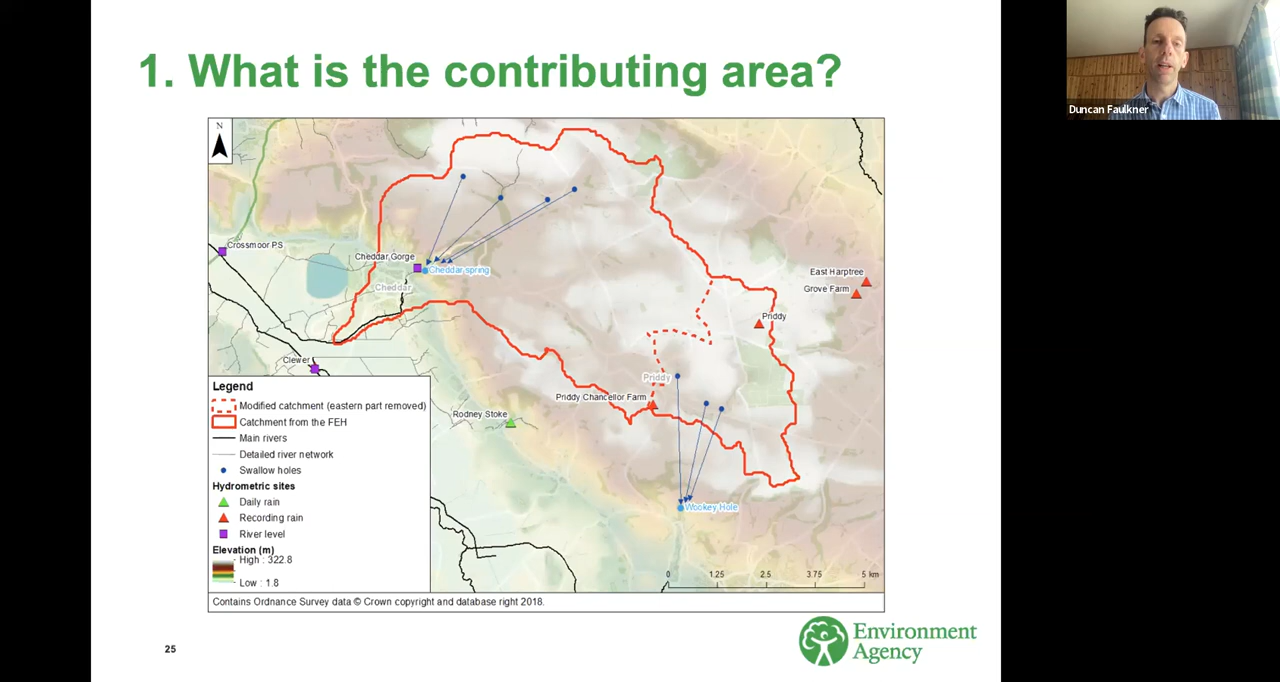 1. What is the contributing area?
Duncan Faulkner
N
Crossmoor PS
Cheddar Gorge
Cheddar spring
Cheddar
East Harptree
Grove Farm
Priddy
Clewer
Priddy
Priddy Chancellor Farm
Rodney Stoke
Wookey Hole
Legend
Modified catchment (eastern part removed)
Catchment from the FEH
Main rivers
Detailed river network
Swallow holes
Hydrometric sites
Daily rain
Recording rain
River level
Elevation (m)
High : 322.8
Low : 1.8
0 1.25 2.5 3.75 5 km
Contains Ordnance Survey data © Crown copyright and database right 2018.
25
Environment
Agency